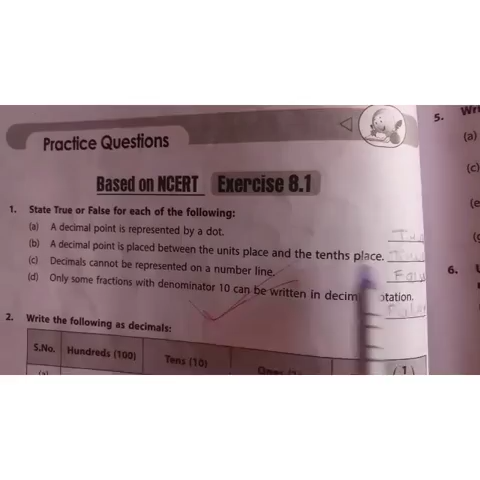 Practice Questions
Based on NCERT Exercise 8.1
1. State True or False for each of the following:
(a) A decimal point is represented by a dot.
(b) A decimal point is placed between the units place and the tenths place.
(c) Decimals cannot be represented on a number line.
(d) Only some fractions with denominator 10 can be written in decim otation.
2. Write the following as decimals:
S.No. Hundreds (100) Tens (10)
(a)
5.
(a)
(c)
6.